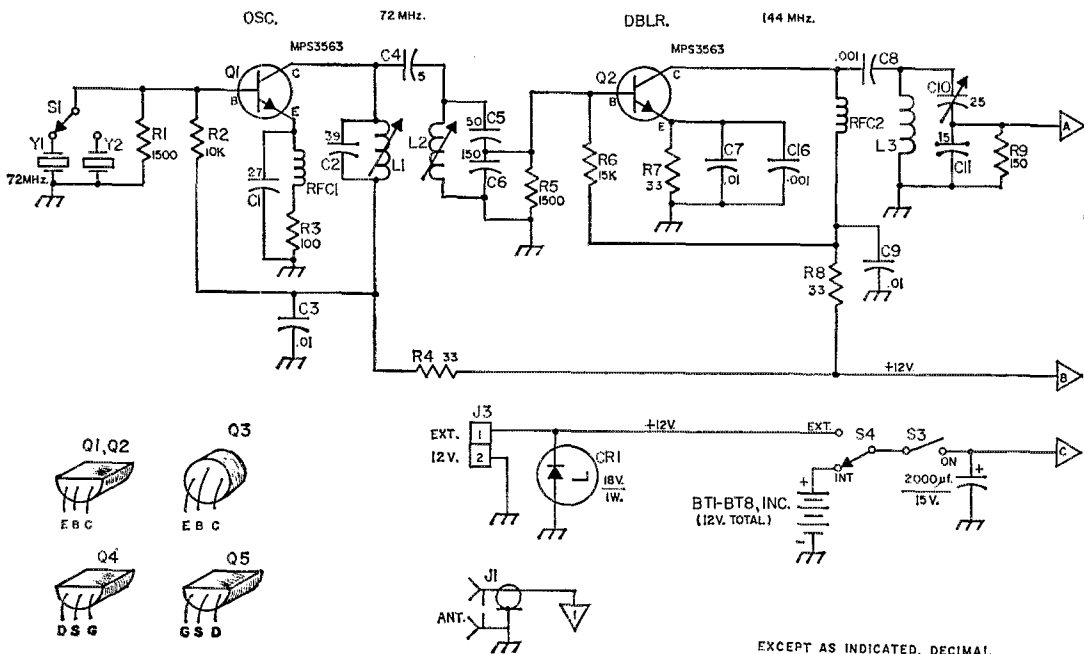 OSC.
72 MHz.
DBLR.
144 MHz.
MPS3563
Q1
C
B
E
C4
5
MPS3563
Q2
C
B
E
.001
C8
S1
Y1
Y2
72MHz.
R1
1500
R2
10K
27
C1
RFC1
R3
100
39
C2
L1
L2
50
C5
150
C6
R5
1500
R6
15K
R7
33
C7
.01
C16
.001
RFC2
L3
C10
25
15
C11
R9
150
A
C3
.01
R4 33
R8
33
C9
.01
+12V.
B
J3
EXT.
1
12 V.
2
+12V.
CR1
18V.
1W.
EXT.
S4
S3
INT
ON
C
+
2000µf.
15V.
+
BT1-BT8, INC.
(12V. TOTAL)
-
Q1, Q2
E B C
Q3
E B C
Q4
D S G
Q5
G S D
J1
ANT.
1
EXCEPT AS INDICATED, DECIMAL